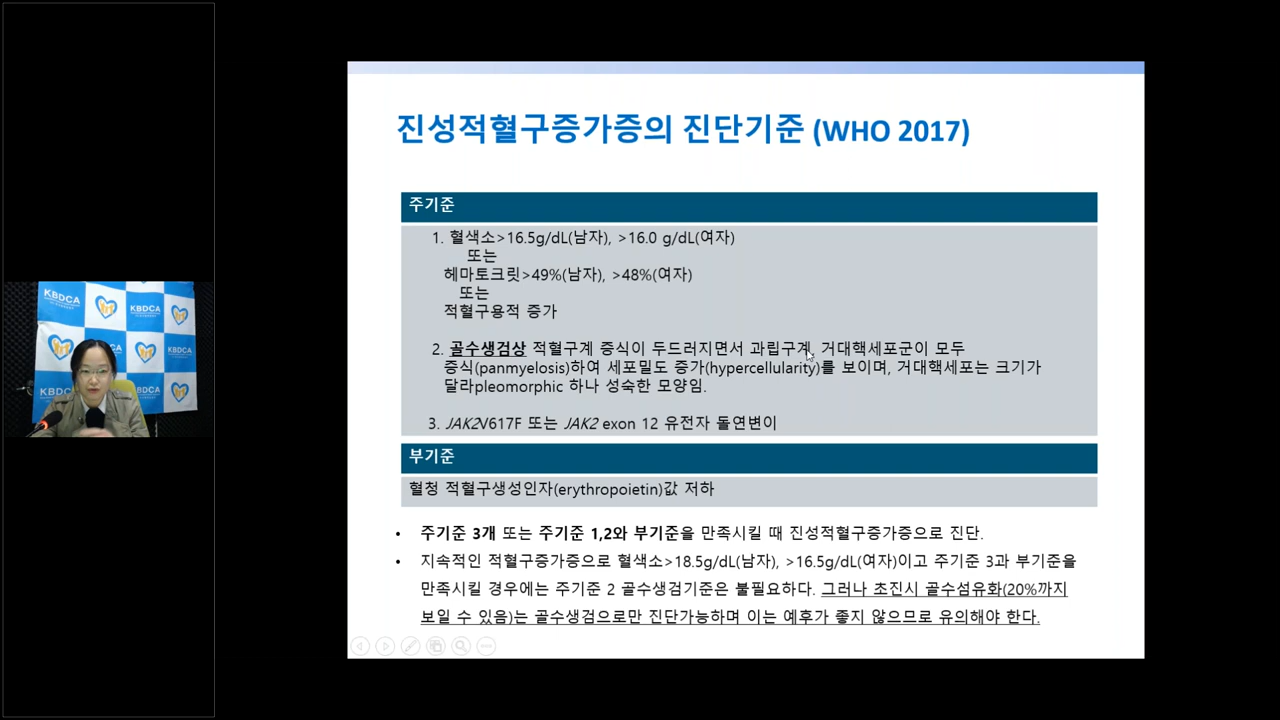 진성적혈구증가증의 진단기준 (WHO 2017)
주기준
1. 혈색소>16.5g/dL(남자), >16.0 g/dL(여자)
또는
헤마토크릿>49%(남자), >48%(여자)
또는
적혈구용적 증가
2. 골수생검상 적혈구계 증식이 두드러지면서 과립구계, 거대핵세포군이 모두
증식(panmyelosis)하여 세포밀도 증가(hypercellularity)를 보이며, 거대핵세포는 크기가
달라pleomorphic 하나 성숙한 모양임.
3. JAK2V617F 또는 JAK2 exon 12 유전자 돌연변이
부기준
혈청 적혈구생성인자(erythropoietin)값 저하
• 주기준 3개 또는 주기준 1,2와 부기준을 만족시킬 때 진성적혈구증가증으로 진단.
• 지속적인 적혈구증가증으로 혈색소>18.5g/dL(남자), >16.5g/dL(여자)이고 주기준 3과 부기준을
만족시킬 경우에는 주기준 2 골수생검기준은 불필요하다. 그러나 초진시 골수섬유화(20%까지
보일 수 있음)는 골수생검으로만 진단가능하며 이는 예후가 좋지 않으므로 유의해야 한다.
KBDCA
KBDCA
KBDCA
KBDCA